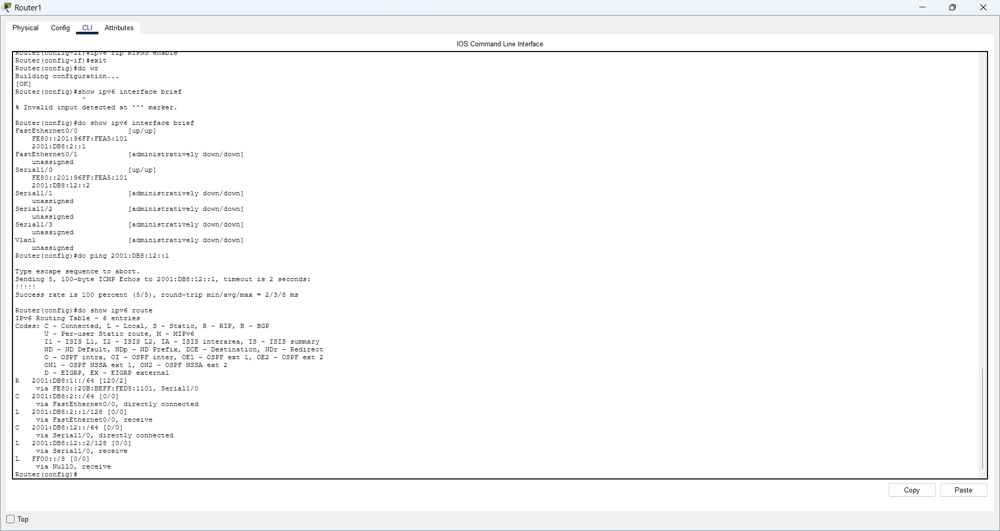 Router1
Physical Config CLI Attributes
IOS Command Line Interface
Router(config-if)#ipv6 rip RIPNG enable
Router(config-if)#exit
Router(config)#do wr
Building configuration...
[OK]
Router(config)#show ipv6 interface brief
^
% Invalid input detected at '^' marker.
Router(config)#do show ipv6 interface brief
FastEthernet0/0 [up/up]
FE80::201:96FF:FEA5:101
2001:DB8:2::1
FastEthernet0/1 [administratively down/down]
unassigned
Serial1/0 [up/up]
FE80::201:96FF:FEA5:101
2001:DB8:12::2
Serial1/1 [administratively down/down]
unassigned
Serial1/2 [administratively down/down]
unassigned
Serial1/3 [administratively down/down]
unassigned
Vlan1 [administratively down/down]
unassigned
Router(config)#do ping 2001:DB8:12::1
Type escape sequence to abort.
Sending 5, 100-byte ICMP Echos to 2001:DB8:12::1, timeout is 2 seconds:
!!!!!
Success rate is 100 percent (5/5), round-trip min/avg/max = 2/3/8 ms
Router(config)#do show ipv6 route
IPv6 Routing Table - 6 entries
Codes: C - Connected, L - Local, S - Static, R - RIP, B - BGP
U - Per-user Static route, M - MIPv6
I1 - ISIS L1, I2 - ISIS L2, IA - ISIS interarea, IS - ISIS summary
ND - ND Default, NDp - ND Prefix, DCE - Destination, NDr - Redirect
O - OSPF intra, OI - OSPF inter, OE1 - OSPF ext 1, OE2 - OSPF ext 2
ON1 - OSPF NSSA ext 1, ON2 - OSPF NSSA ext 2
D - EIGRP, EX - EIGRP external
R 2001:DB8:1::/64 [120/2]
via FE80::20B:BEFF:FED5:1101, Serial1/0
C 2001:DB8:2::/64 [0/0]
via FastEthernet0/0, directly connected
L 2001:DB8:2::1/128 [0/0]
via FastEthernet0/0, receive
C 2001:DB8:12::/64 [0/0]
via Serial1/0, directly connected
L 2001:DB8:12::2/128 [0/0]
via Serial1/0, receive
L FF00::/8 [0/0]
via Null0, receive
Router(config)#
Copy Paste
Top